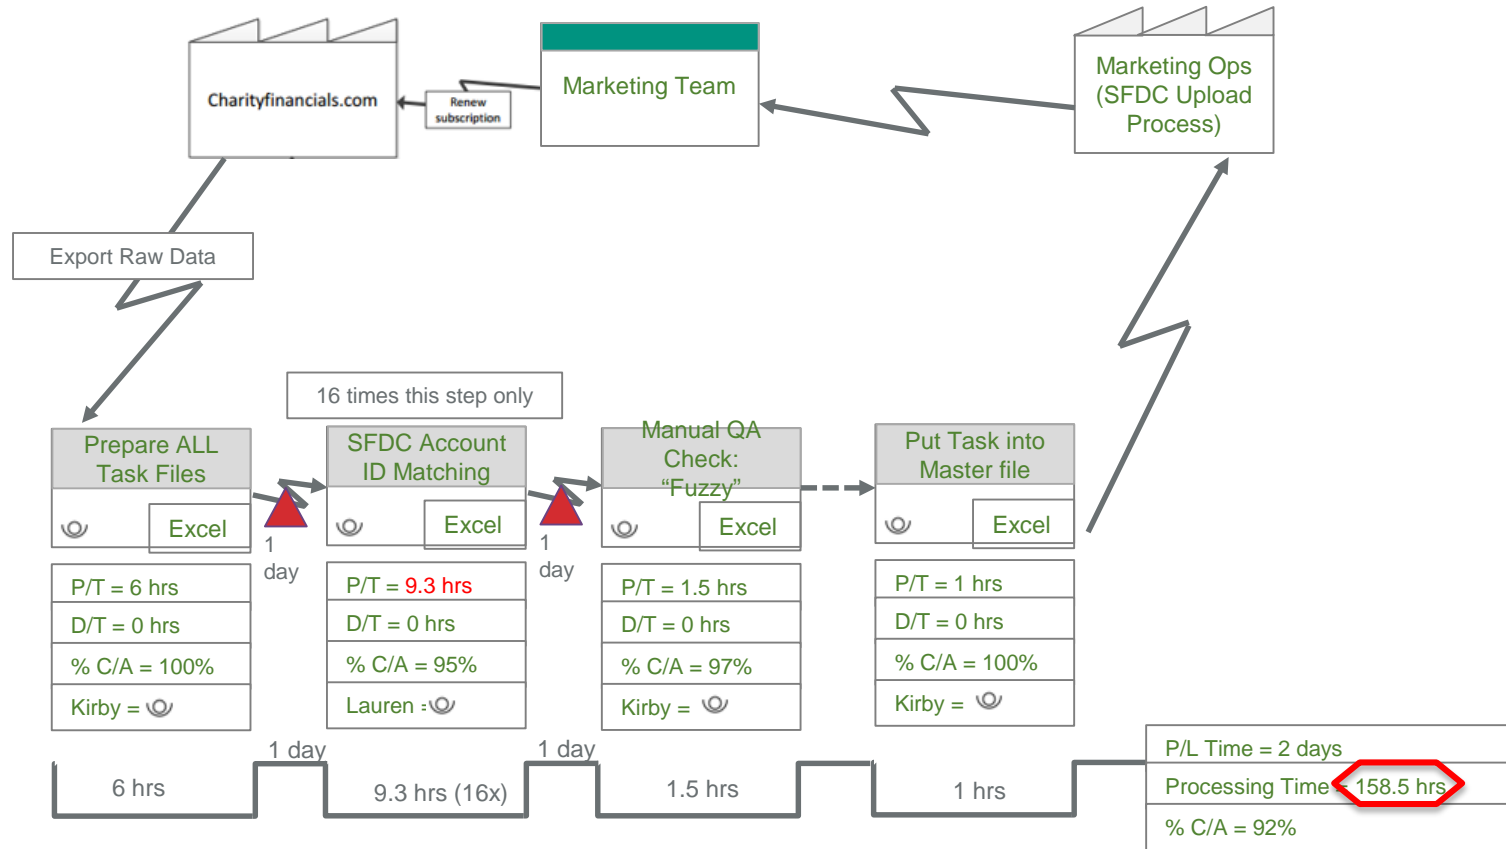 Charityfinancials.com
Renew
subscription
Marketing Team
Marketing Ops
(SFDC Upload
Process)
Export Raw Data
16 times this step only
Prepare ALL
Task Files
Excel
1
day
SFDC Account
ID Matching
Excel
1
day
Manual QA
Check:
“Fuzzy”
Excel
Put Task into
Master file
Excel
P/T = 6 hrs
D/T = 0 hrs
% C/A = 100%
Kirby =
P/T = 9.3 hrs
D/T = 0 hrs
% C/A = 95%
Lauren =
P/T = 1.5 hrs
D/T = 0 hrs
% C/A = 97%
Kirby =
P/T = 1 hrs
D/T = 0 hrs
% C/A = 100%
Kirby =
6 hrs
1 day
9.3 hrs (16x)
1 day
1.5 hrs
1 hrs
P/L Time = 2 days
Processing Time = 158.5 hrs
% C/A = 92%